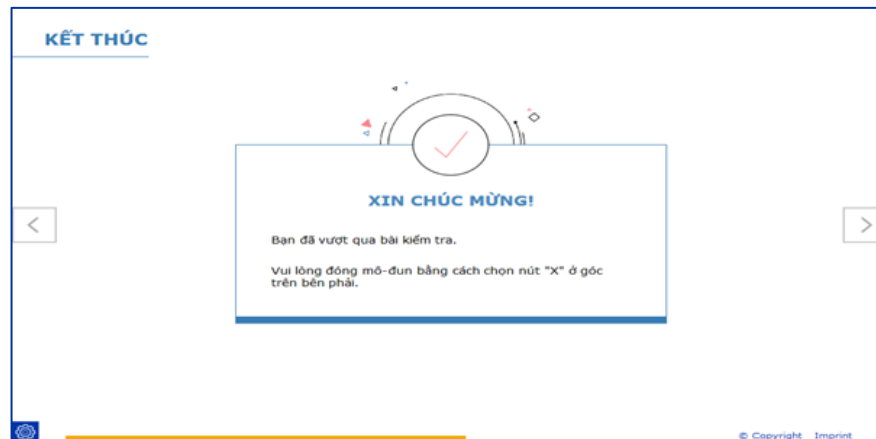 KẾT THÚC
XIN CHÚC MỪNG!
Bạn đã vượt qua bài kiểm tra.
Vui lòng đóng mô-đun bằng cách chọn nút "X" ở góc
trên bên phải.
© Copyright Imprint